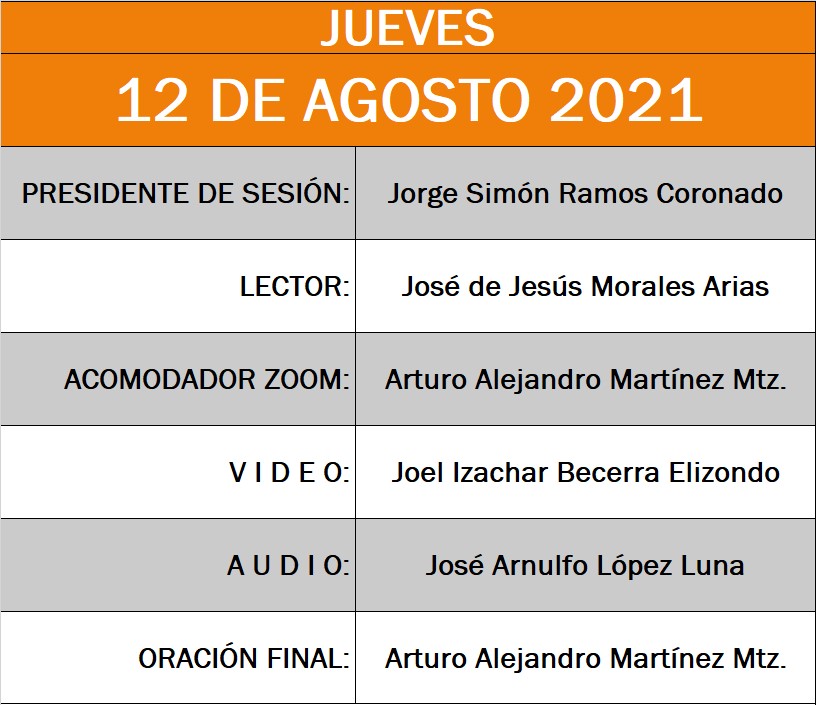 JUEVES
12 DE AGOSTO 2021
PRESIDENTE DE SESIÓN: Jorge Simón Ramos Coronado
LECTOR: José de Jesús Morales Arias
ACOMODADOR ZOOM: Arturo Alejandro Martínez Mtz.
V I D E O: Joel Izachar Becerra Elizondo
A U D I O: José Arnulfo López Luna
ORACIÓN FINAL: Arturo Alejandro Martínez Mtz.